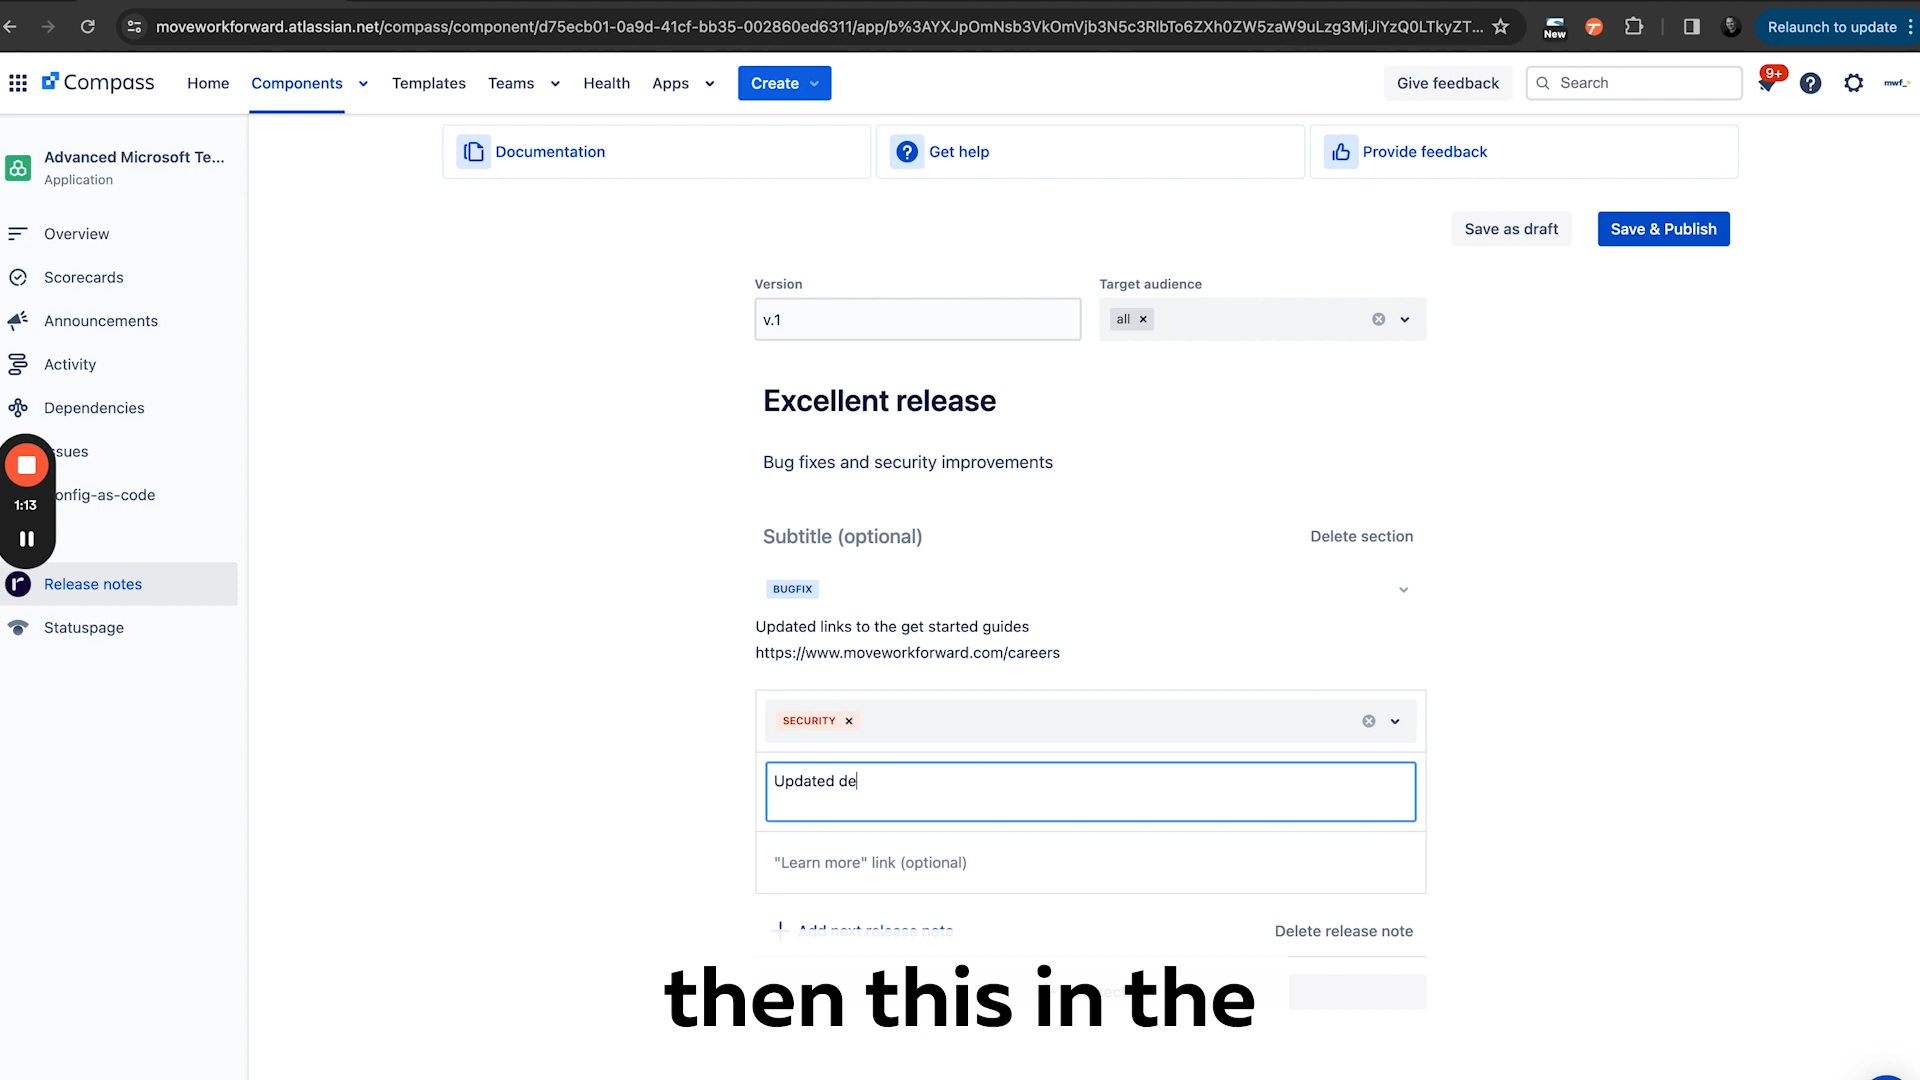 moveworkforward.atlassian.net/compass/component/d75ecb01-0a9d-41cf-bb35-002860ed6311/app/b%3AYXJpOmNsb3VkOmVjb3N5c3RlbTo6ZXh0ZW5zaW9uLzg3MjJiYzQ0LTkyZT...
New
Relaunch to update
Compass
Home
Components
Templates
Teams
Health
Apps
Create
Give feedback
Search
9+
mwf_>
Advanced Microsoft Te...
Application
Documentation
Get help
Provide feedback
Save as draft
Save & Publish
Overview
Scorecards
Announcements
Activity
Dependencies
ssues
onfig-as-code
1:13
Release notes
Statuspage
Version
Target audience
v.1
all
Excellent release
Bug fixes and security improvements
Subtitle (optional)
Delete section
BUGFIX
Updated links to the get started guides
https://www.moveworkforward.com/careers
SECURITY
Updated de
"Learn more" link (optional)
Add next release note
Delete release note
then this in the